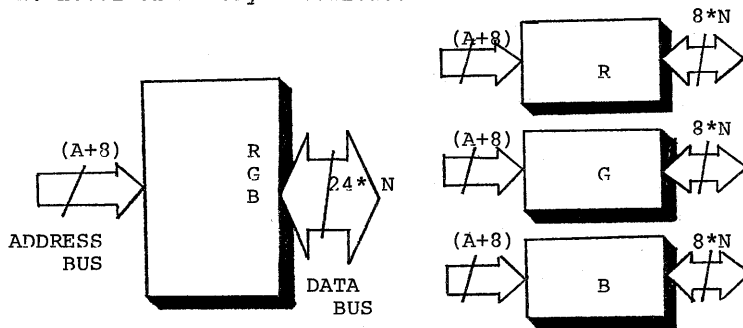 (A+8)
R
G
B
24* N
ADDRESS
BUS
DATA
BUS
(A+8)
R
8*N
(A+8)
G
8*N
(A+8)
B
8*N